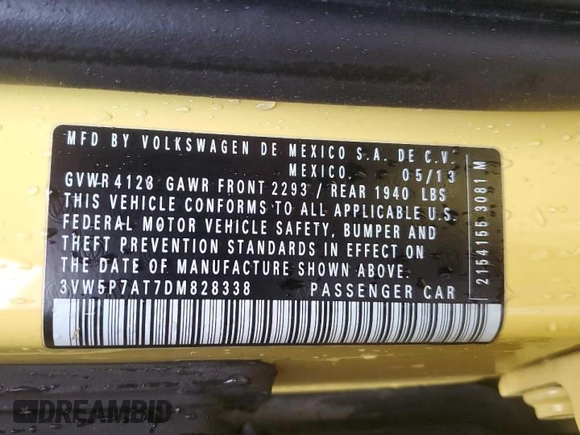 MFD BY VOLKSWAGEN DE MEXICO S.A. DE C.V.
MEXICO. 05/13
GVWR 4128 GAWR FRONT 2293 / REAR 1940 LBS
THIS VEHICLE CONFORMS TO ALL APPLICABLE U.S.
FEDERAL MOTOR VEHICLE SAFETY, BUMPER AND
THEFT PREVENTION STANDARDS IN EFFECT ON
THE DATE OF MANUFACTURE SHOWN ABOVE.
3VW5P7AT7DM828338 PASSENGER CAR
2154155 3081 M
DREAMBID